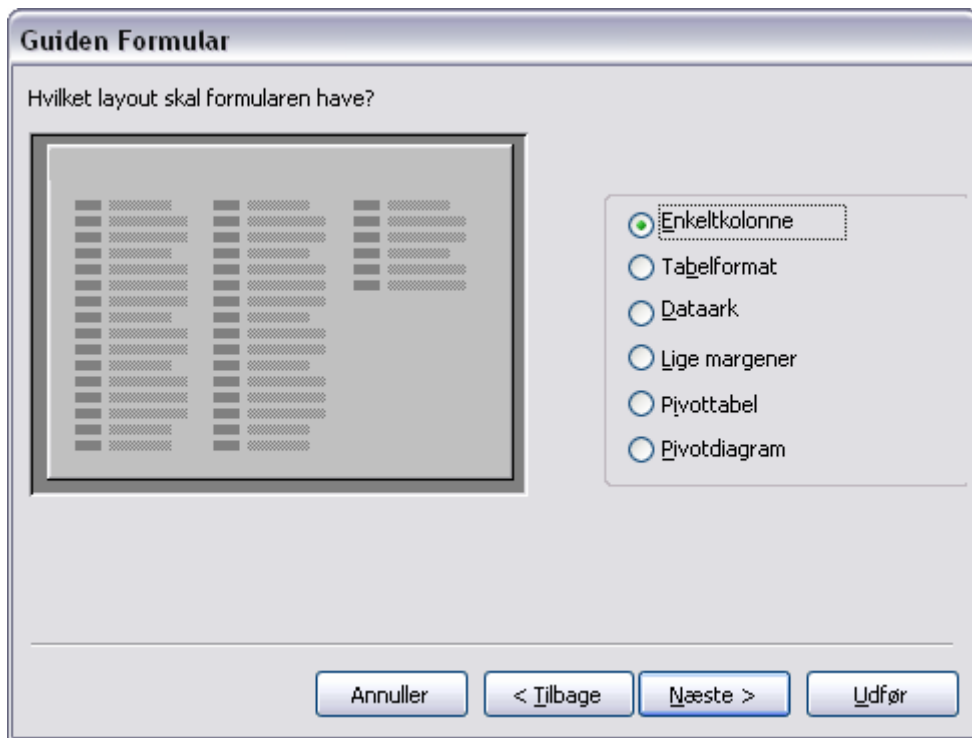 Guiden Formular
Hvilket layout skal formularen have?
Enkeltkolonne
Tabelformat
Dataark
Lige margener
Pivottabel
Pivotdiagram
Annuller
< Tilbage
Næste >
Udfør